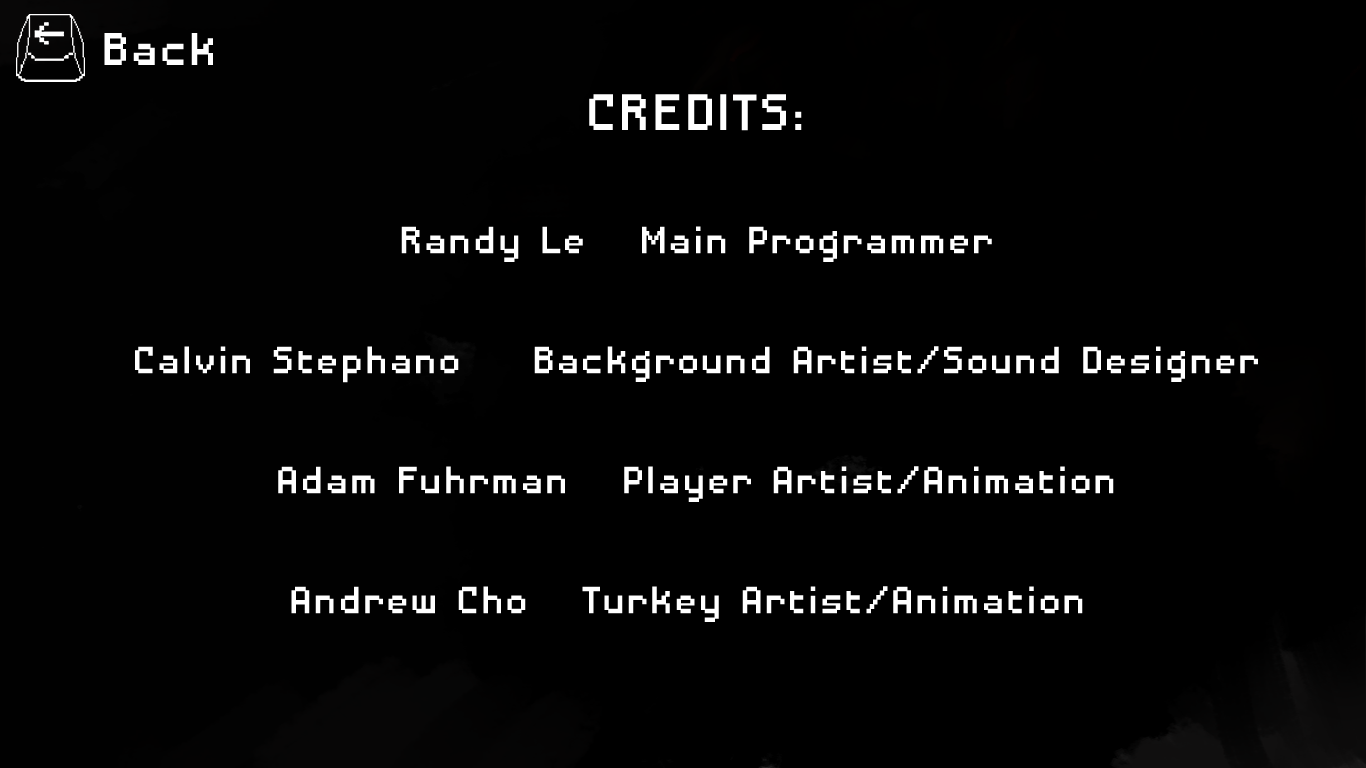 Back
CREDITS:
Randy Le Main Programmer
Calvin Stephano Background Artist/Sound Designer
Adam Fuhrman Player Artist/Animation
Andrew Cho Turkey Artist/Animation